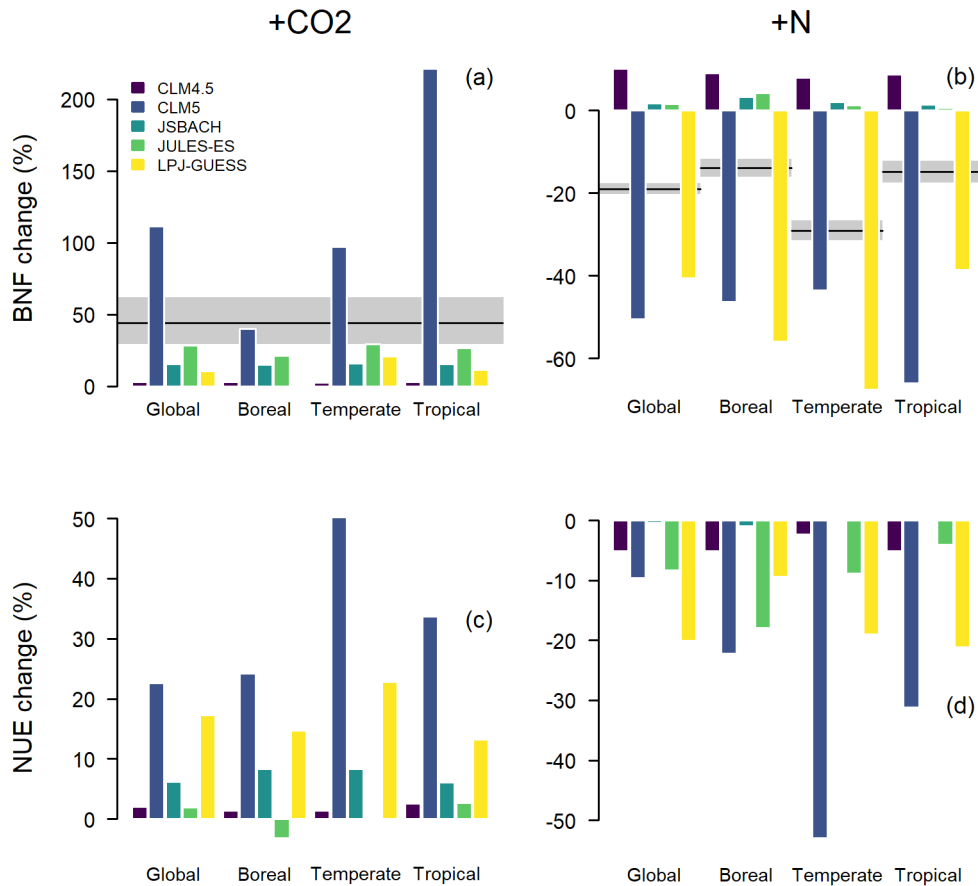 +CO2
+N
(a)
CLM4.5
CLM5
JSBACH
JULES-ES
LPJ-GUESS
BNF change (%)
200
150
100
50
0
Global Boreal Temperate Tropical
(b)
0
-20
-40
-60
Global Boreal Temperate Tropical
NUE change (%)
50
40
30
20
10
0
(c)
Global Boreal Temperate Tropical
0
-10
-20
-30
-40
-50
(d)
Global Boreal Temperate Tropical